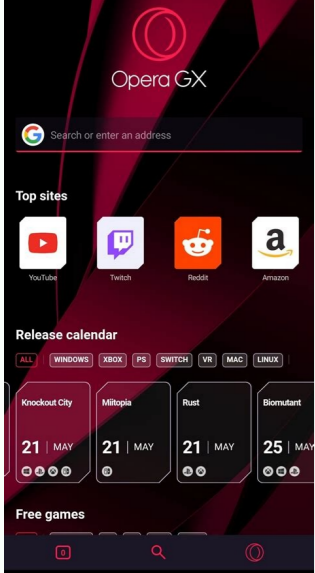 Opera GX
Search or enter an address
Top sites
YouTube Twitch Reddit Amazon
Release calendar
ALL WINDOWS XBOX PS SWITCH VR MAC LINUX
Knockout City Miitopia Rust Biomutant
21 | MAY 21 | MAY 21 | MAY 25 | MAY
Free games
0